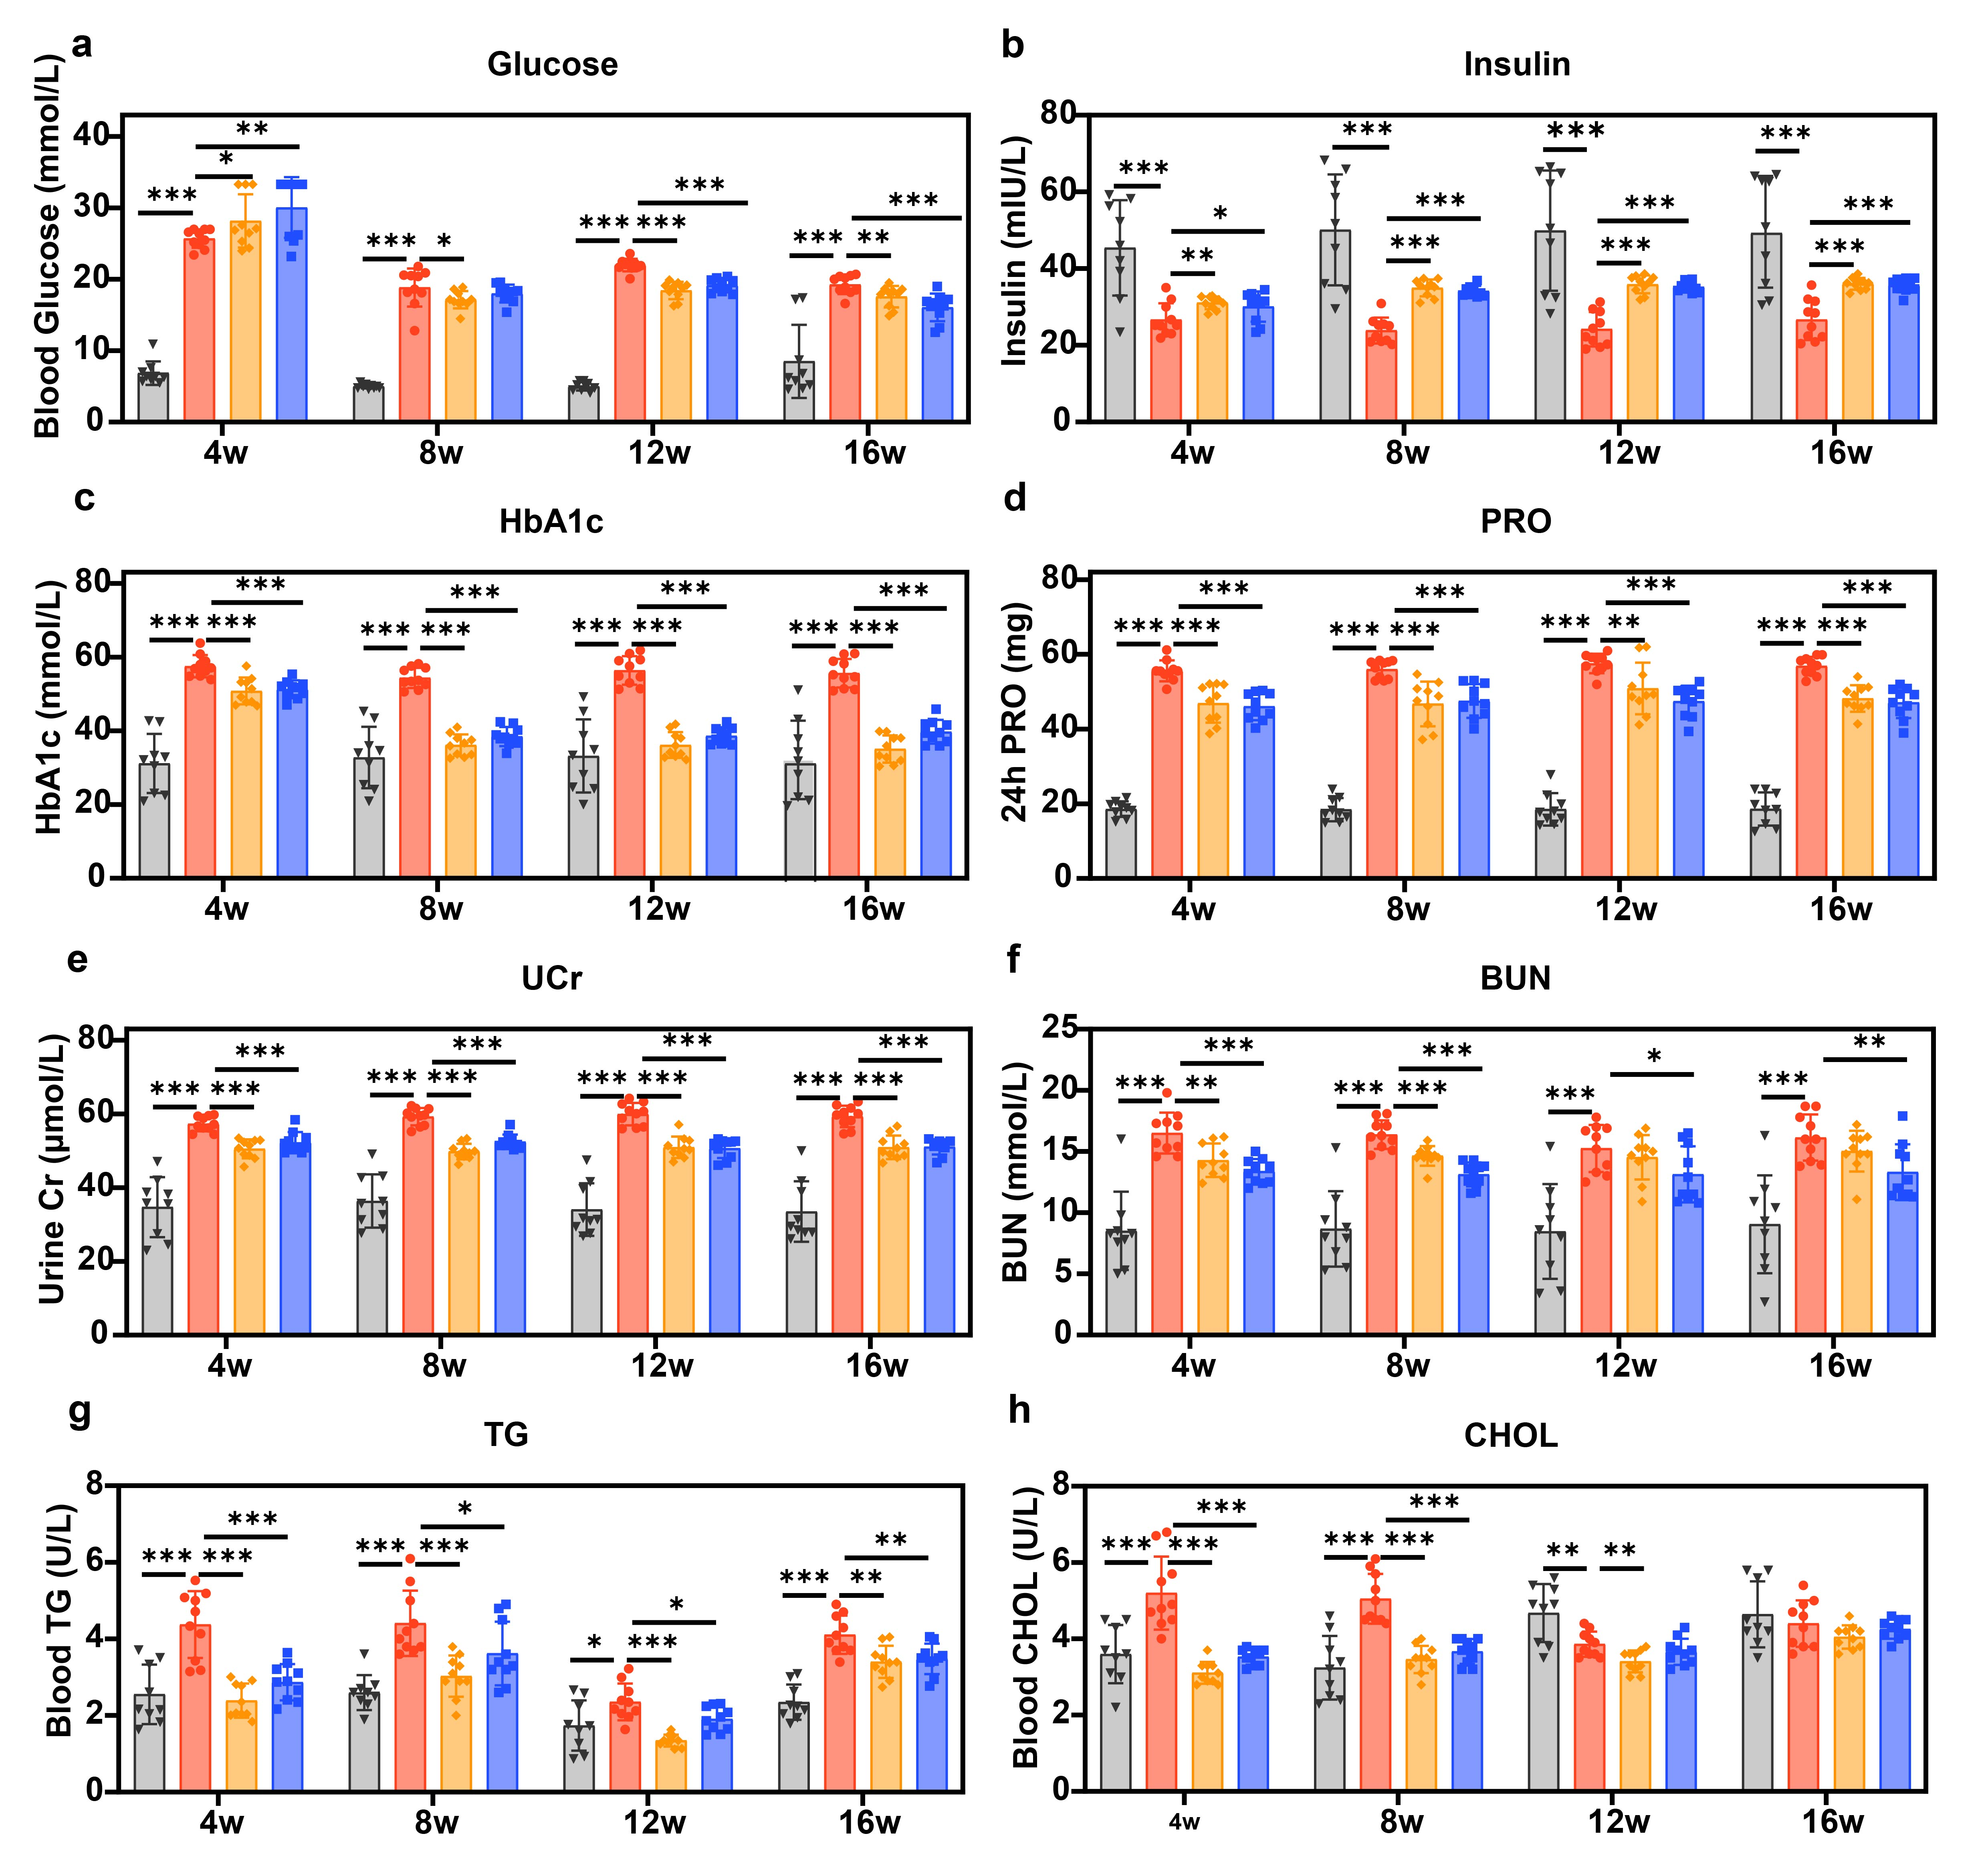 a
Glucose
Blood Glucose (mmol/L)
40
30
20
10
0
** * *** *** * *** *** *** *** *** **
4w 8w 12w 16w
b
Insulin
Insulin (mIU/L)
80
60
40
20
0
*** * ** *** *** *** *** *** *** *** *** ***
4w 8w 12w 16w
c
HbA1c
HbA1c (mmol/L)
80
60
40
20
0
*** *** *** *** *** *** *** *** *** *** *** ***
4w 8w 12w 16w
d
PRO
24h PRO (mg)
80
60
40
20
0
*** *** *** *** *** *** *** *** ** *** *** ***
4w 8w 12w 16w
e
UCr
Urine Cr (μmol/L)
80
60
40
20
0
*** *** *** *** *** *** *** *** *** *** *** ***
4w 8w 12w 16w
f
BUN
BUN (mmol/L)
25
20
15
10
5
0
*** *** ** *** *** *** * *** ** ***
4w 8w 12w 16w
g
TG
Blood TG (U/L)
8
6
4
2
0
*** *** *** * *** *** * * *** ** *** **
4w 8w 12w 16w
h
CHOL
Blood CHOL (U/L)
8
6
4
2
0
*** *** *** *** *** *** ** **
4w 8w 12w 16w